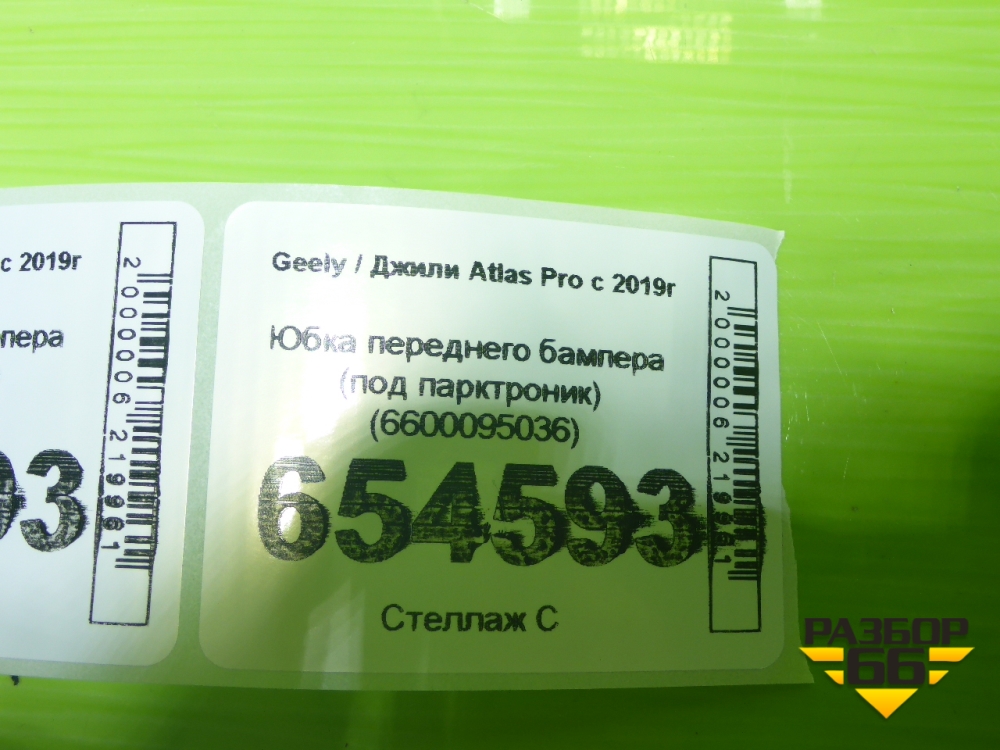 с 2019г
пера
93
2000006219961
Geely / Джили Atlas Pro с 2019г
Юбка переднего бампера
(под парктроник)
(6600095036)
654593
Стеллаж С
2000006219961
РАЗБОР
66